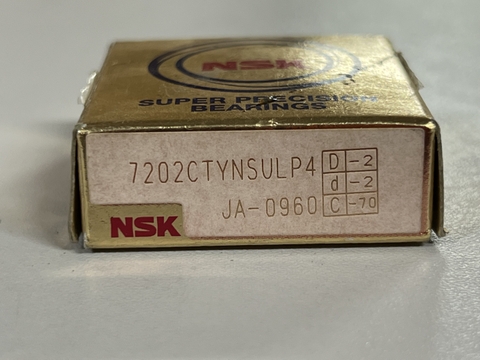 NSK
SUPER PRECISION
BEARINGS
7202CTYNSULP4 D -2
d -2
JA-0960 C -70
NSK